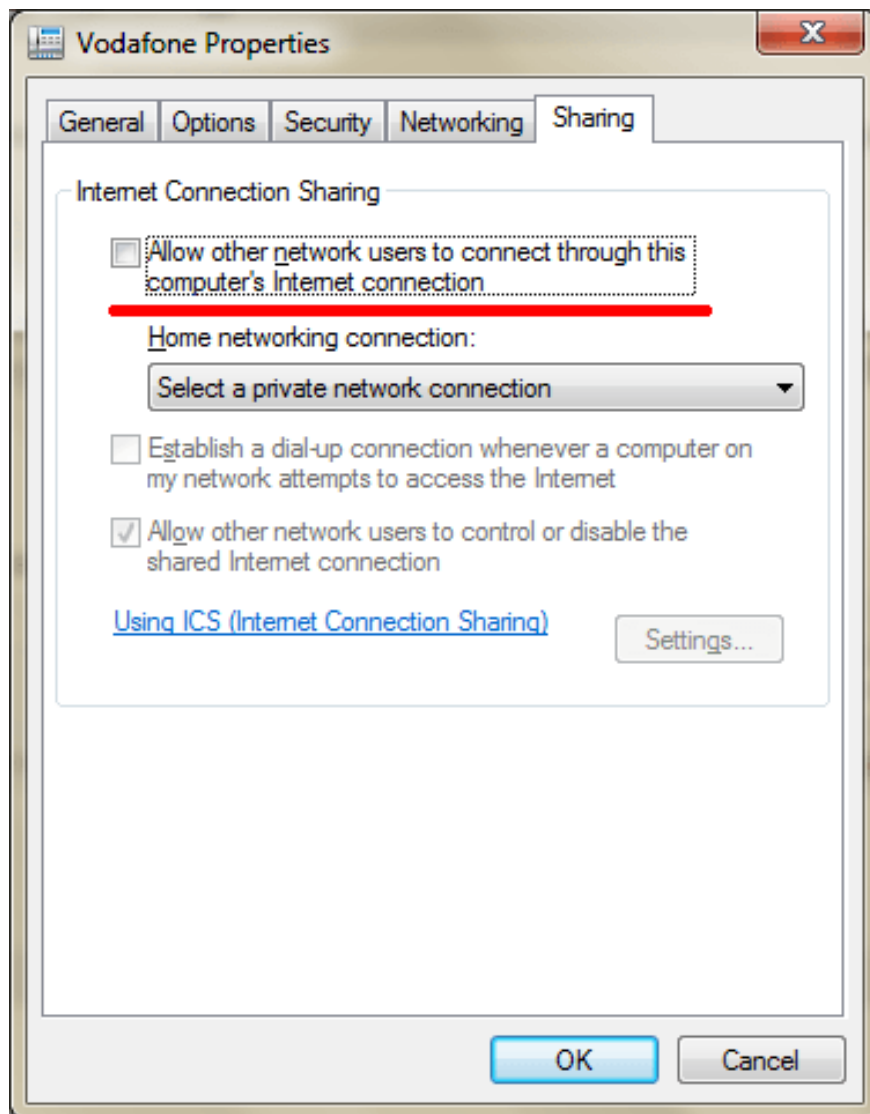 Vodafone Properties
General Options Security Networking Sharing
Internet Connection Sharing
Allow other network users to connect through this
computer's Internet connection
Home networking connection:
Select a private network connection
Establish a dial-up connection whenever a computer on
my network attempts to access the Internet
Allow other network users to control or disable the
shared Internet connection
Using ICS (Internet Connection Sharing)
Settings...
OK Cancel